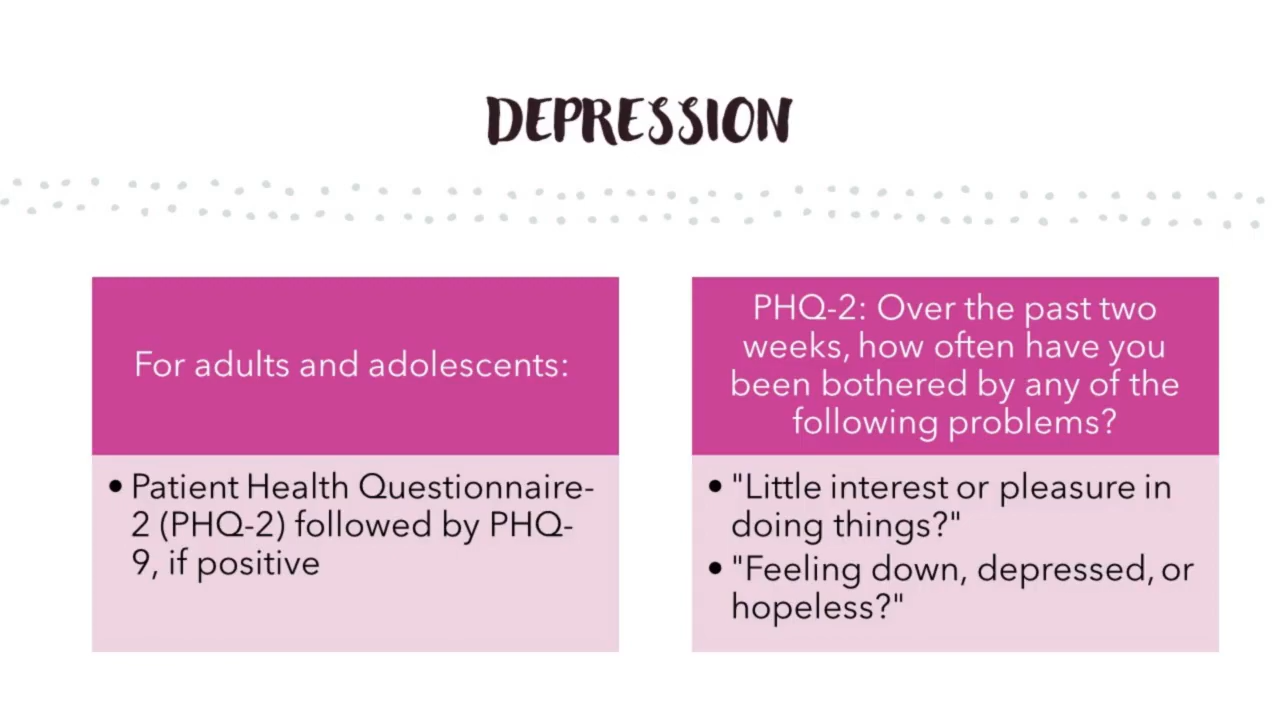 DEPRESSION
For adults and adolescents:
• Patient Health Questionnaire-
2 (PHQ-2) followed by PHQ-
9, if positive
PHQ-2: Over the past two
weeks, how often have you
been bothered by any of the
following problems?
• "Little interest or pleasure in
doing things?"
• "Feeling down, depressed, or
hopeless?"